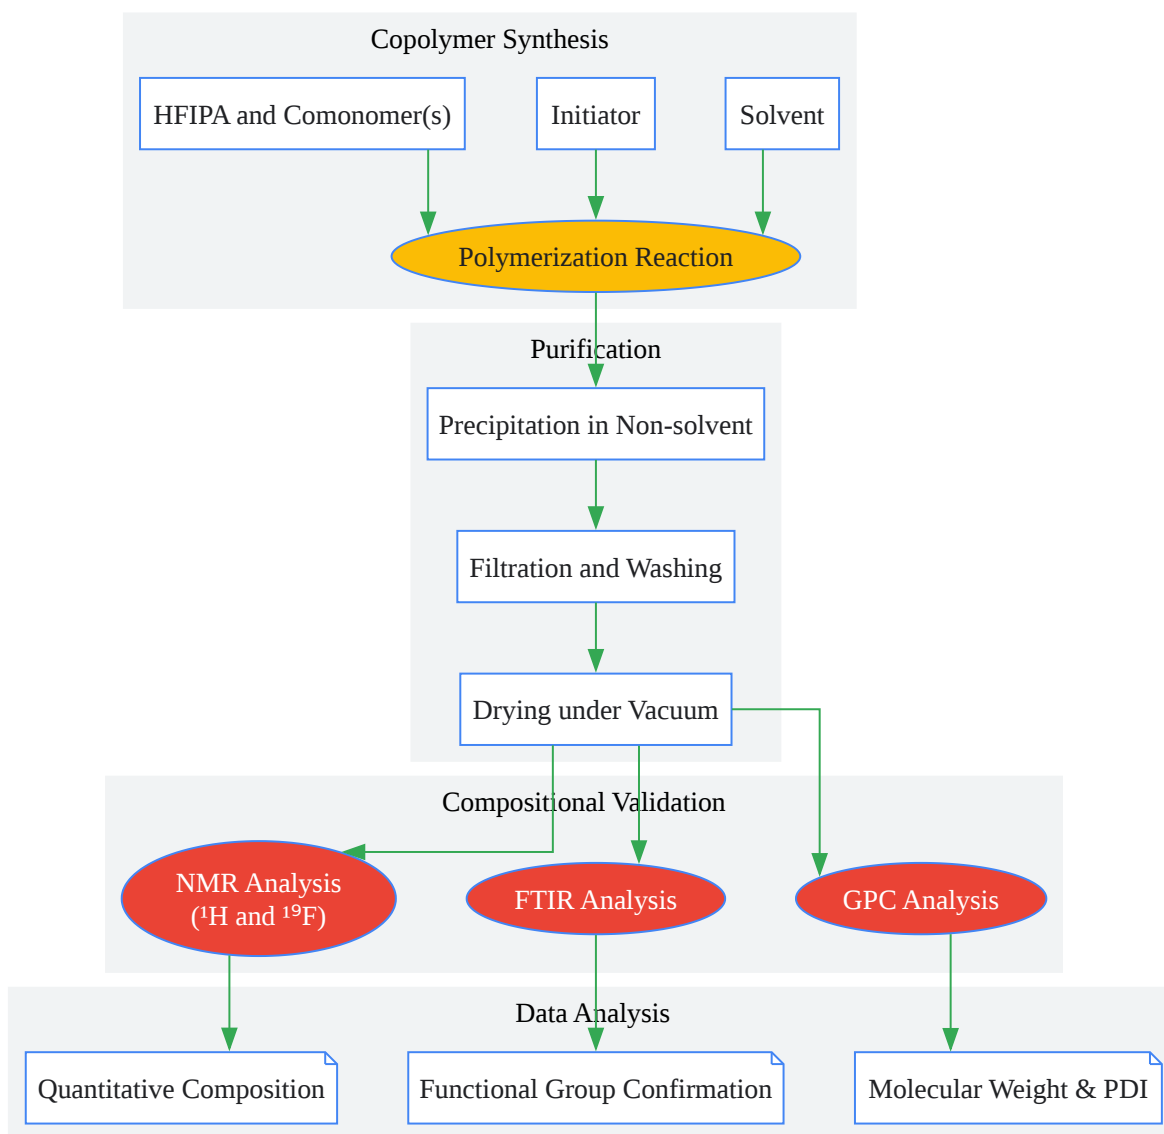 Copolymer Synthesis
HFIPA and Comonomer(s)
Initiator
Solvent
Polymerization Reaction
Purification
Precipitation in Non-solvent
Filtration and Washing
Drying under Vacuum
Compositional Validation
NMR Analysis
(¹H and ¹⁹F)
FTIR Analysis
GPC Analysis
Data Analysis
Quantitative Composition
Functional Group Confirmation
Molecular Weight & PDI